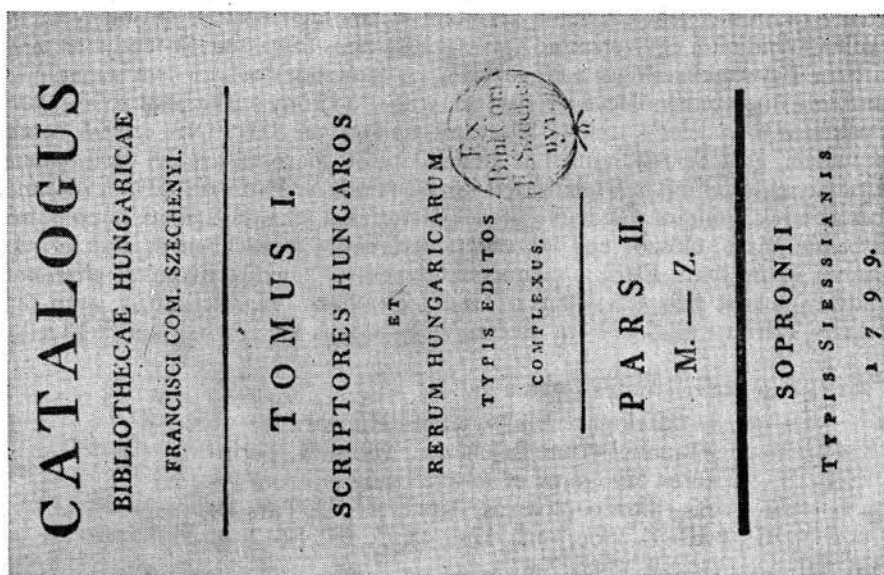 CATALOGUS
BIBLIOTHECAE HUNGARICAE
FRANCISCI COM. SZECHENYI.
TOMUS I.
SCRIPTORES HUNGAROS
ET
RERUM HUNGARICARUM
TYPIS EDITOS
COMPLEXUS.
EX
PARS II.
M. — Z.
SOPRONII
TYPIS SIESSIANIS
1799.